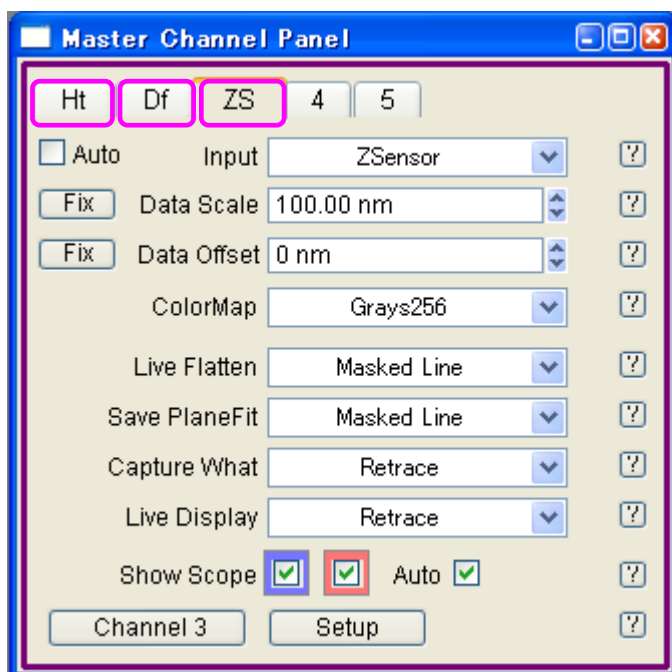 Master Channel Panel
Ht Df ZS 4 5
Auto Input ZSensor ?
Fix Data Scale 100.00 nm ?
Fix Data Offset 0 nm ?
ColorMap Grays256 ?
Live Flatten Masked Line ?
Save PlaneFit Masked Line ?
Capture What Retrace ?
Live Display Retrace ?
Show Scope Auto ?
Channel 3 Setup ?